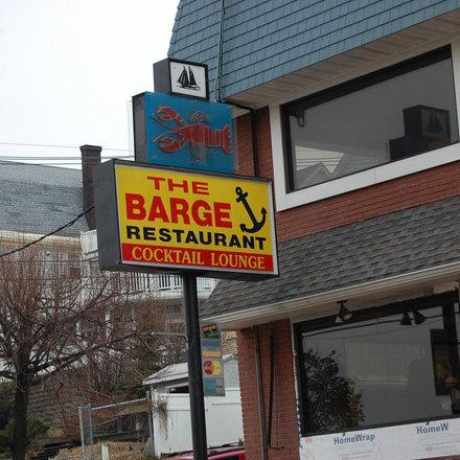 THE
BARGE
RESTAURANT
COCKTAIL LOUNGE
HomeWrap
HomeW